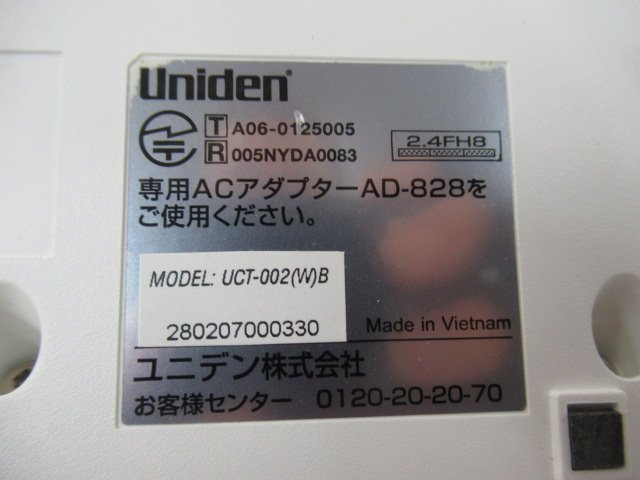 Uniden®
T A06-0125005
R 005NYDA0083
2.4FH8
専用ACアダプターAD-828を
ご使用ください。
MODEL: UCT-002(W)B
280207000330
Made in Vietnam
ユニデン株式会社
お客様センター 0120-20-20-70